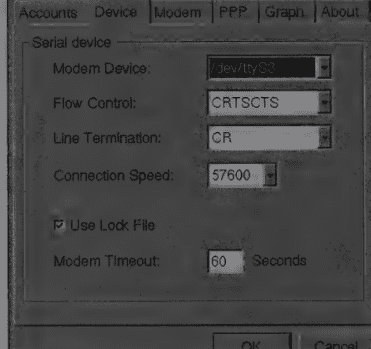 Accounts Device Modem PPP Graph About
Serial device
Modem Device: /dev/ttyS3
Flow Control: CRTSCTS
Line Termination: CR
Connection Speed: 57600
Use Lock File
Modem Timeout: 60 Seconds
OK Cancel